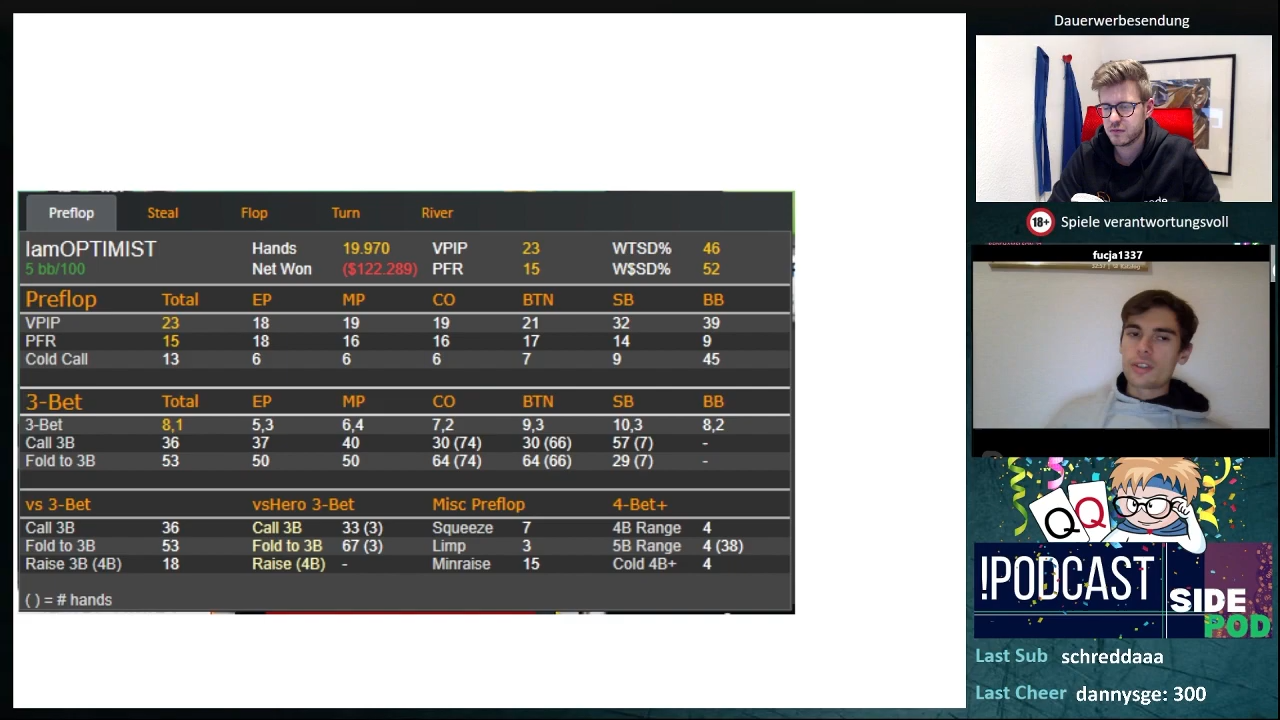 Preflop Steal Flop Turn River
IamOPTIMIST Hands 19.970 VPIP 23 WTSD% 46
5 bb/100 Net Won ($122.289) PFR 15 W$SD% 52
Preflop Total EP MP CO BTN SB BB
VPIP 23 18 19 19 21 32 39
PFR 15 18 16 16 17 14 9
Cold Call 13 6 6 6 7 9 45
3-Bet Total EP MP CO BTN SB BB
3-Bet 8,1 5,3 6,4 7,2 9,3 10,3 8,2
Call 3B 36 37 40 30 (74) 30 (66) 57 (7) -
Fold to 3B 53 50 50 64 (74) 64 (66) 29 (7) -
vs 3-Bet vsHero 3-Bet Misc Preflop 4-Bet+
Call 3B 36 Call 3B 33 (3) Squeeze 7 4B Range 4
Fold to 3B 53 Fold to 3B 67 (3) Limp 3 5B Range 4 (38)
Raise 3B (4B) 18 Raise (4B) - Minraise 15 Cold 4B+ 4
( ) = # hands
Dauerwerbesendung
18+ Spiele verantwortungsvoll
fucja1337
Q Q
!PODCAST
SIDE
POD
Last Sub schreddaaa
Last Cheer dannysge: 300